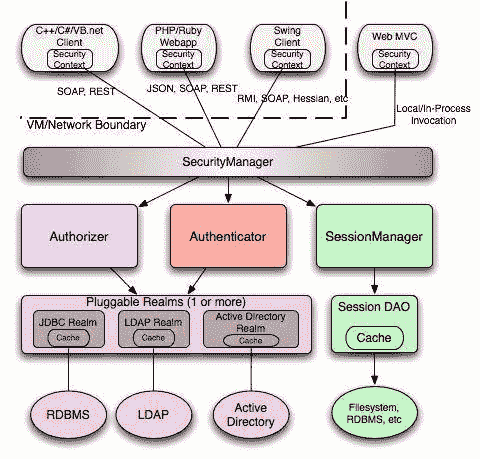 C++/C#/VB.net
Client
Security
Context
PHP/Ruby
Webapp
Security
Context
Swing
Client
Security
Context
Web MVC
Security
Context
SOAP, REST
JSON, SOAP, REST
RMI, SOAP, Hessian, etc
Local/In-Process
Invocation
VM/Network Boundary
SecurityManager
Authorizer
Authenticator
SessionManager
Pluggable Realms (1 or more)
JDBC Realm
Cache
LDAP Realm
Cache
Active Directory
Realm
Cache
Session DAO
Cache
RDBMS
LDAP
Active
Directory
Filesystem,
RDBMS, etc